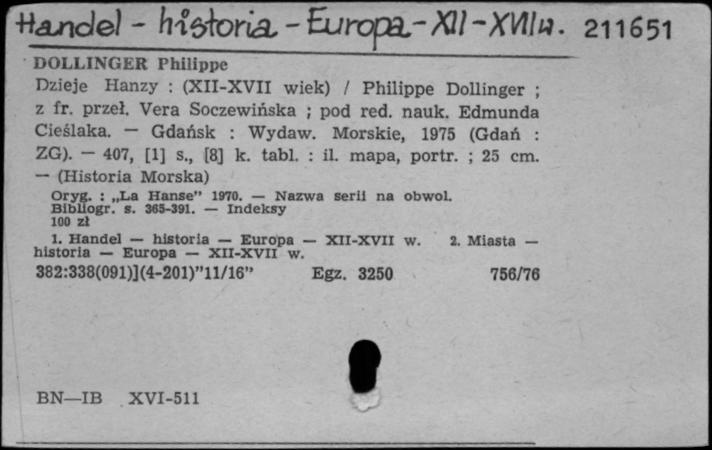 Handel - historia - Europa - XII-XVII w. 211651
DOLLINGER Philippe
Dzieje Hanzy : (XII-XVII wiek) / Philippe Dollinger ;
z fr. przeł. Vera Soczewińska ; pod red. nauk. Edmunda
Cieślaka. — Gdańsk : Wydaw. Morskie, 1975 (Gdań :
ZG). — 407, [1] s., [8] k. tabl. : il. mapa, portr. ; 25 cm.
— (Historia Morska)
Oryg. : „La Hanse” 1970. — Nazwa serii na obwol.
Bibliogr. s. 365-391. — Indeksy
100 zł
1. Handel — historia — Europa — XII-XVII w. 2. Miasta —
historia — Europa — XII-XVII w.
382:338(091)](4-201)”11/16” Egz. 3250 756/76
BN—IB XVI-511